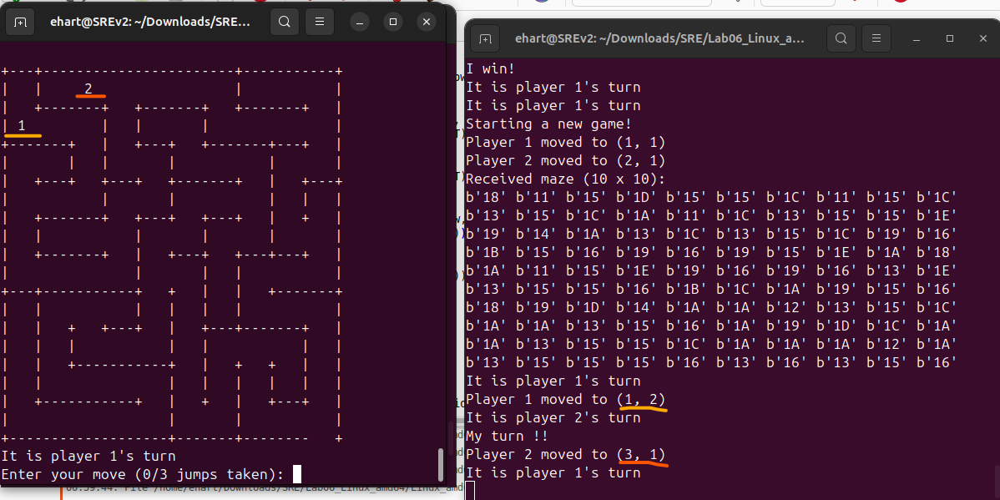 ehart@SREv2: ~/Downloads/SRE...
+---+-----------------------+-----------+
|   |     2                 |           |
|   +-------+   +-------+   +-------+   |
| 1         |   |       |               |
+-------+   |   +---+   +-------+---+   |
|       |   |       |           |       |
|   +---+   +---+   +-------+   |   +---+
|           |       |           |   |   |
|   +-------+   +---+   +---+   |   +   |
|   |           |       |       |       |
|   +-------+   |   +---+   +---+---+   |
|               |       |   |           |
+---+-----------+   +   |   |   +-------+
|   |           |   |   |   |           |
|   |   +   +---+   |   +---+-------+   |
|   |   |           |   |           |   |
|   |   +-----------+   |   +   +   |   |
|   |               |   |   |   |   |   |
|   +-----------+   |   +   |   +---+   |
|                   |       |           |
+-------------------+-------+--------   +
It is player 1's turn
Enter your move (0/3 jumps taken):
ehart@SREv2: ~/Downloads/SRE/Lab06_Linux_a...
I win!
It is player 1's turn
It is player 1's turn
Starting a new game!
Player 1 moved to (1, 1)
Player 2 moved to (2, 1)
Received maze (10 x 10):
b'18' b'11' b'15' b'1D' b'15' b'15' b'1C' b'11' b'15' b'1C'
b'13' b'15' b'1C' b'1A' b'11' b'1C' b'13' b'15' b'15' b'1E'
b'19' b'14' b'1A' b'13' b'1C' b'13' b'15' b'1C' b'19' b'16'
b'1B' b'15' b'16' b'19' b'16' b'19' b'15' b'1E' b'1A' b'18'
b'1A' b'11' b'15' b'1E' b'19' b'16' b'19' b'16' b'13' b'1E'
b'13' b'15' b'15' b'16' b'1B' b'1C' b'1A' b'19' b'15' b'16'
b'18' b'19' b'1D' b'14' b'1A' b'1A' b'12' b'13' b'15' b'1C'
b'1A' b'1A' b'13' b'15' b'16' b'1A' b'19' b'1D' b'1C' b'1A'
b'1A' b'13' b'15' b'15' b'1C' b'1A' b'1A' b'1A' b'12' b'1A'
b'13' b'15' b'15' b'15' b'16' b'13' b'16' b'13' b'15' b'16'
It is player 1's turn
Player 1 moved to (1, 2)
It is player 2's turn
My turn !!
Player 2 moved to (3, 1)
It is player 1's turn